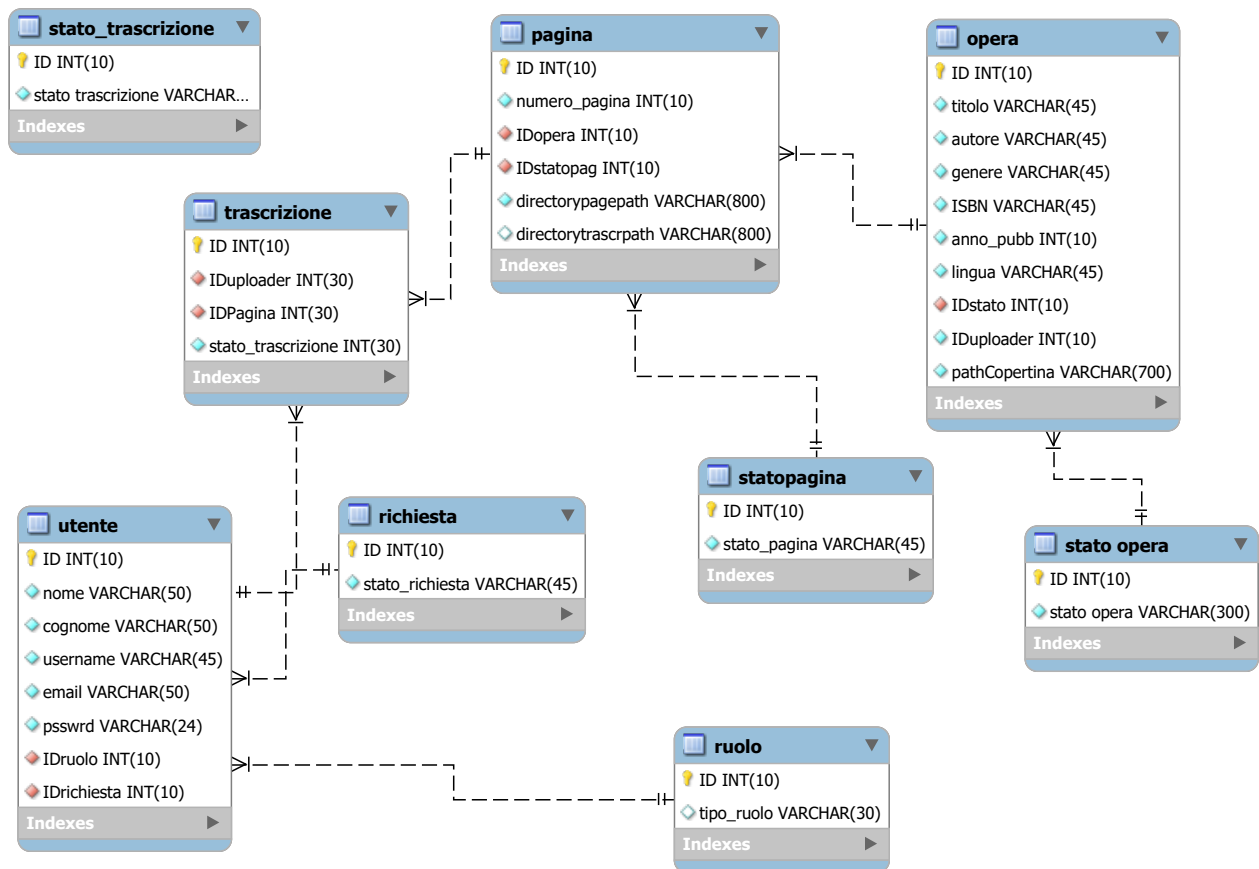 stato_trascrizione
ID INT(10)
stato trascrizione VARCHAR...
Indexes
pagina
ID INT(10)
numero_pagina INT(10)
IDopera INT(10)
IDstatopag INT(10)
directorypagepath VARCHAR(800)
directorytrascrpath VARCHAR(800)
Indexes
opera
ID INT(10)
titolo VARCHAR(45)
autore VARCHAR(45)
genere VARCHAR(45)
ISBN VARCHAR(45)
anno_pubb INT(10)
lingua VARCHAR(45)
IDstato INT(10)
IDuploader INT(10)
pathCopertina VARCHAR(700)
Indexes
trascrizione
ID INT(10)
IDuploader INT(30)
IDPagina INT(30)
stato_trascrizione INT(30)
Indexes
statopagina
ID INT(10)
stato_pagina VARCHAR(45)
Indexes
utente
ID INT(10)
nome VARCHAR(50)
cognome VARCHAR(50)
username VARCHAR(45)
email VARCHAR(50)
psswrd VARCHAR(24)
IDruolo INT(10)
IDrichiesta INT(10)
Indexes
richiesta
ID INT(10)
stato_richiesta VARCHAR(45)
Indexes
stato opera
ID INT(10)
stato opera VARCHAR(300)
Indexes
ruolo
ID INT(10)
tipo_ruolo VARCHAR(30)
Indexes